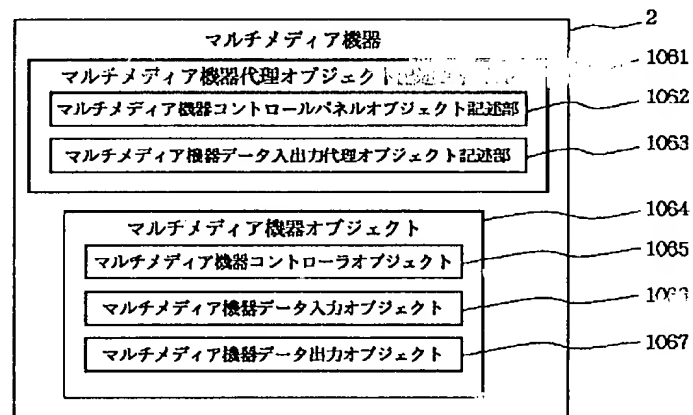 マルチメディア機器
2
マルチメディア機器代理オブジェクト
1061
マルチメディア機器コントロールパネルオブジェクト記述部
1062
マルチメディア機器データ入出力代理オブジェクト記述部
1063
マルチメディア機器オブジェクト
1064
マルチメディア機器コントローラオブジェクト
1065
マルチメディア機器データ入力オブジェクト
マルチメディア機器データ出力オブジェクト
1067